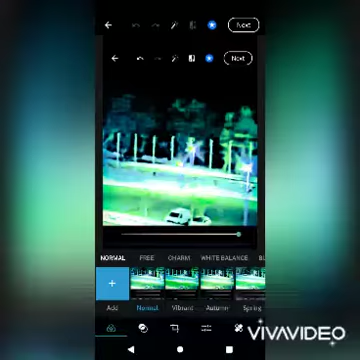 Next
Next
NORMAL FREE CHARM WHITE BALANCE
Add Normal Vibrant Autumn Spring
VIVAVIDEO